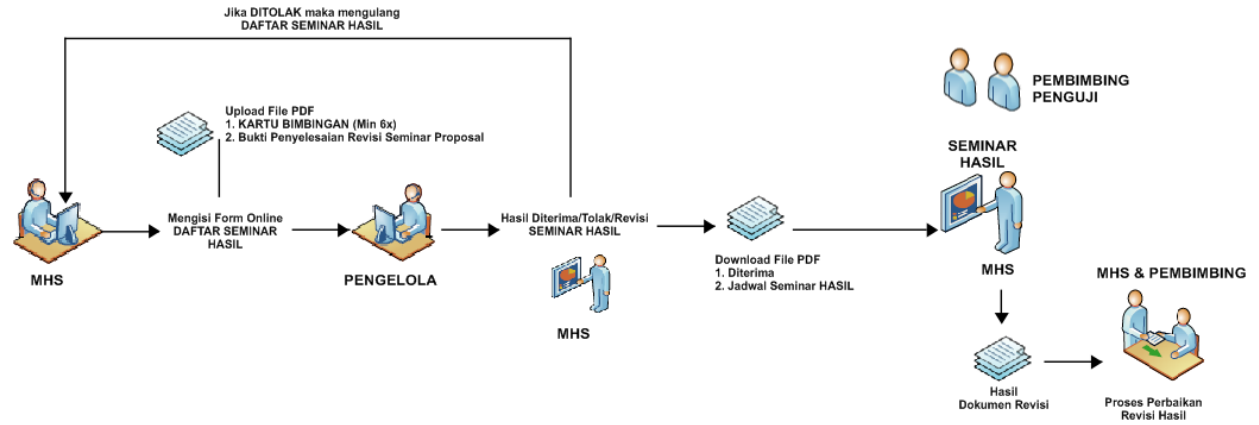 Jika DITOLAK maka mengulang
DAFTAR SEMINAR HASIL
Upload File PDF
1. KARTU BIMBINGAN (Min 6x)
2. Bukti Penyelesaian Revisi Seminar Proposal
MHS
Mengisi Form Online
DAFTAR SEMINAR
HASIL
PENGELOLA
Hasil Diterima/Tolak/Revisi
SEMINAR HASIL
MHS
Download File PDF
1. Diterima
2. Jadwal Seminar HASIL
PEMBIMBING
PENGUJI
SEMINAR
HASIL
MHS
Hasil
Dokumen Revisi
MHS & PEMBIMBING
Proses Perbaikan
Revisi Hasil